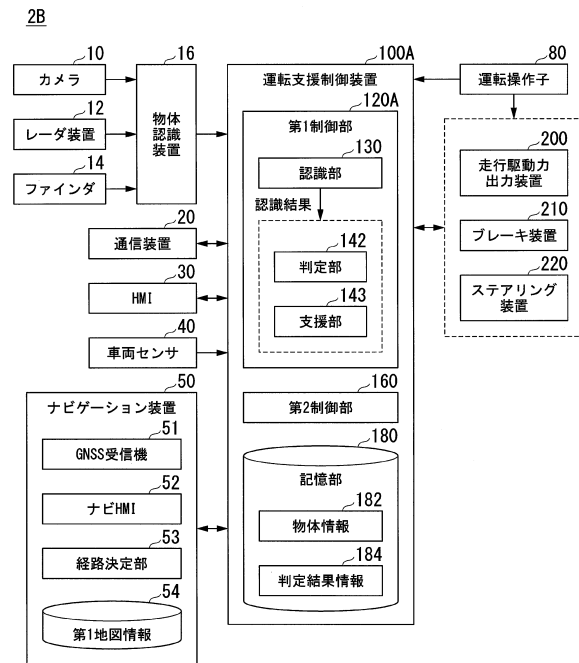 2B
10
カメラ
12
レーダ装置
14
ファインダ
16
物体
認識
装置
20
通信装置
30
HMI
40
車両センサ
50
ナビゲーション装置
51
GNSS受信機
52
ナビHMI
53
経路決定部
54
第1地図情報
100A
運転支援制御装置
120A
第1制御部
130
認識部
認識結果
142
判定部
143
支援部
160
第2制御部
180
記憶部
182
物体情報
184
判定結果情報
80
運転操作子
200
走行駆動力
出力装置
210
ブレーキ装置
220
ステアリング
装置